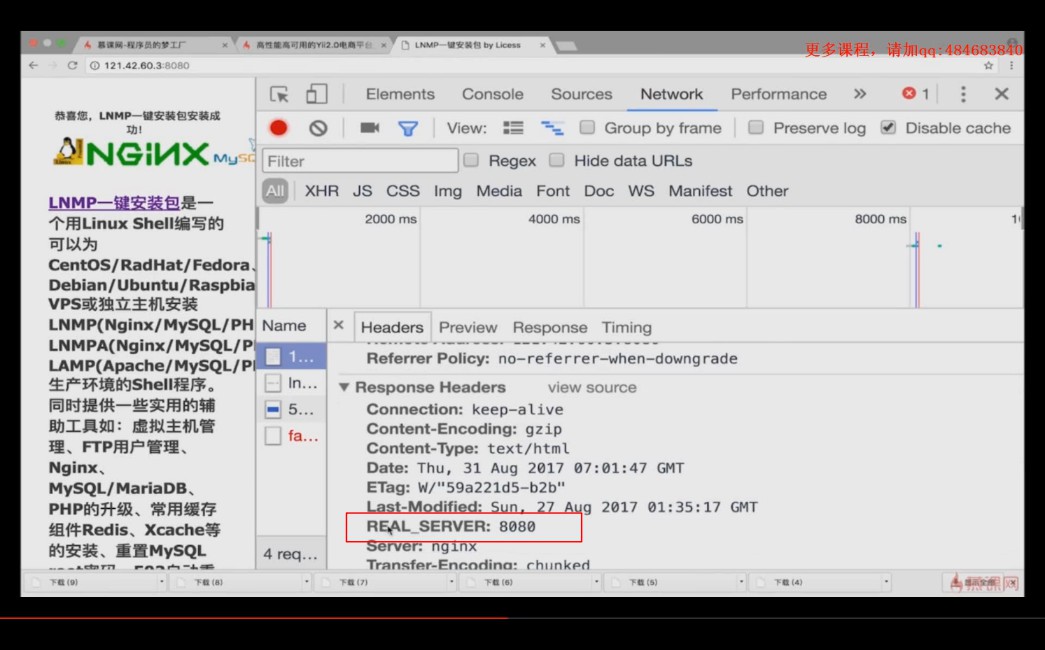 慕课网-程序员的梦工厂
高性能高可用的Yii2.0电商平台
LNMP一键安装包 by Licess
更多课程，请加qq:484683840
121.42.60.3:8080
恭喜您，LNMP一键安装包安装成
功!
NGiNX MySQ
LNMP一键安装包是一
个用Linux Shell编写的
可以为
CentOS/RadHat/Fedora、
Debian/Ubuntu/Raspbia
VPS或独立主机安装
LNMP(Nginx/MySQL/PH
LNMPA(Nginx/MySQL/P
LAMP(Apache/MySQL/P
生产环境的Shell程序。
同时提供一些实用的辅
助工具如：虚拟主机管
理、FTP用户管理、
Nginx、
MySQL/MariaDB、
PHP的升级、常用缓存
组件Redis、Xcache等
的安装、重置MySQL
Elements Console Sources Network Performance » 1
View: Group by frame Preserve log Disable cache
Filter Regex Hide data URLs
All XHR JS CSS Img Media Font Doc WS Manifest Other
2000 ms 4000 ms 6000 ms 8000 ms 1
Name × Headers Preview Response Timing
1...
ln...
5...
fa...
4 req...
Referrer Policy: no-referrer-when-downgrade
Response Headers view source
Connection: keep-alive
Content-Encoding: gzip
Content-Type: text/html
Date: Thu, 31 Aug 2017 07:01:47 GMT
ETag: W/"59a221d5-b2b"
Last-Modified: Sun, 27 Aug 2017 01:35:17 GMT
REAL_SERVER: 8080
Server: nginx
Transfer-Encoding: chunked
下载 (9) 下载 (8) 下载 (7) 下载 (6) 下载 (5) 下载 (4)
慕课网